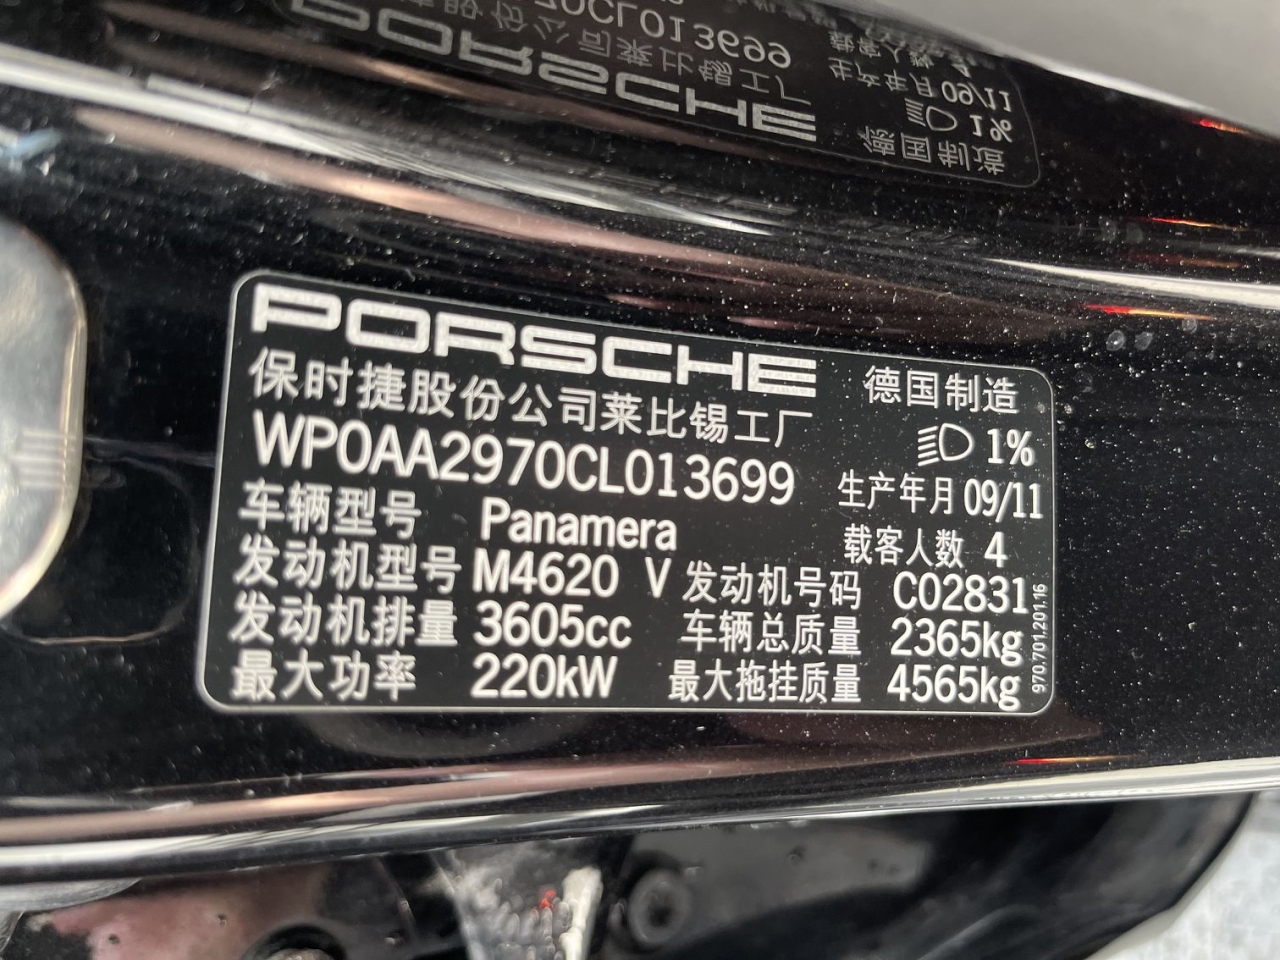 PORSCHE 德国制造
保时捷股份公司莱比锡工厂 1%
WP0AA2970CL013699 生产年月 09/11
车辆型号 Panamera 载客人数 4
发动机型号 M4620 V 发动机号码 C02831
发动机排量 3605cc 车辆总质量 2365kg
最大功率 220kW 最大拖挂质量 4565kg
970.701.201.16